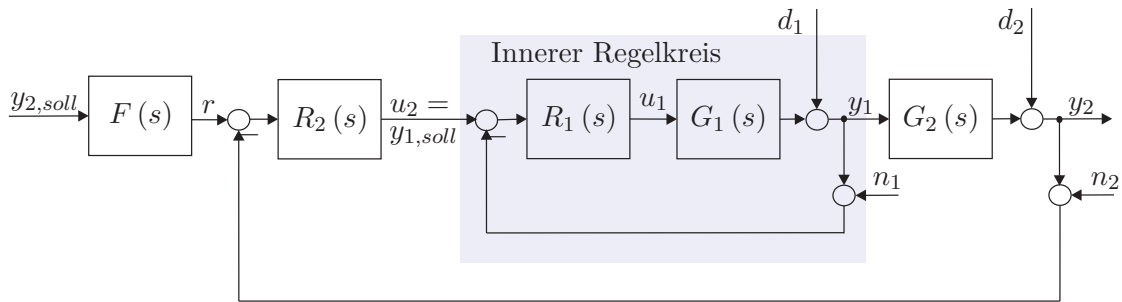 d₁
d₂
Innerer Regelkreis
y₂,soll
F (s)
r
−
R₂ (s)
u₂ =
y₁,soll
−
R₁ (s)
u₁
G₁ (s)
y₁
G₂ (s)
y₂
n₁
n₂